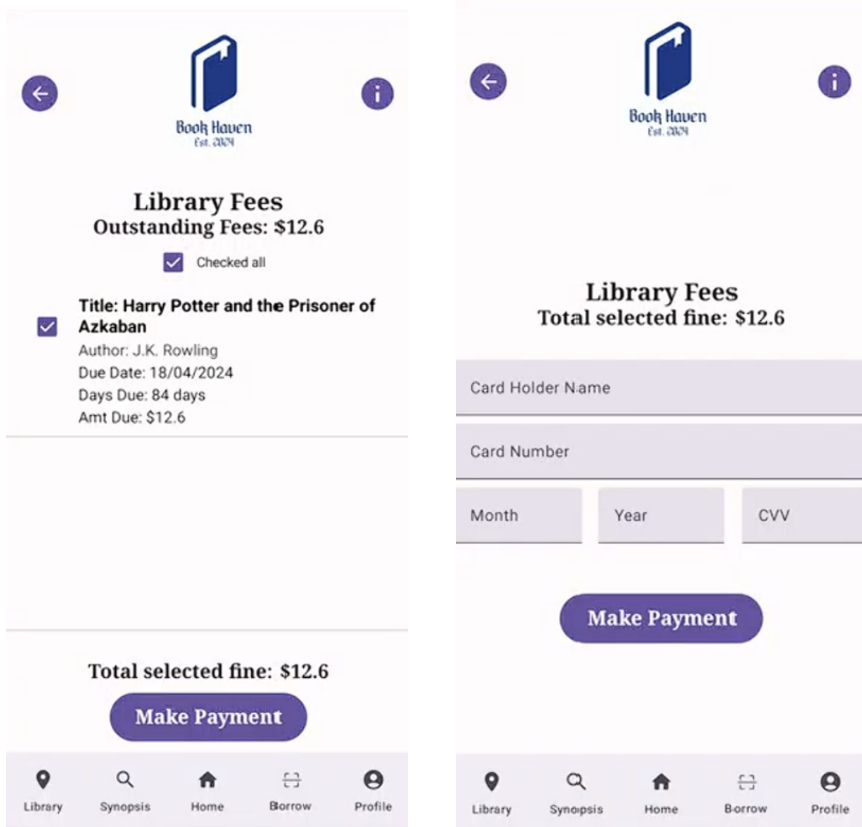 Book Haven
Est. 2024
Library Fees
Outstanding Fees: $12.6
Checked all
Title: Harry Potter and the Prisoner of
Azkaban
Author: J.K. Rowling
Due Date: 18/04/2024
Days Due: 84 days
Amt Due: $12.6
Total selected fine: $12.6
Make Payment
Library
Synopsis
Home
Borrow
Profile
Book Haven
Est. 2024
Library Fees
Total selected fine: $12.6
Card Holder Name
Card Number
Month
Year
CVV
Make Payment
Library
Synopsis
Home
Borrow
Profile